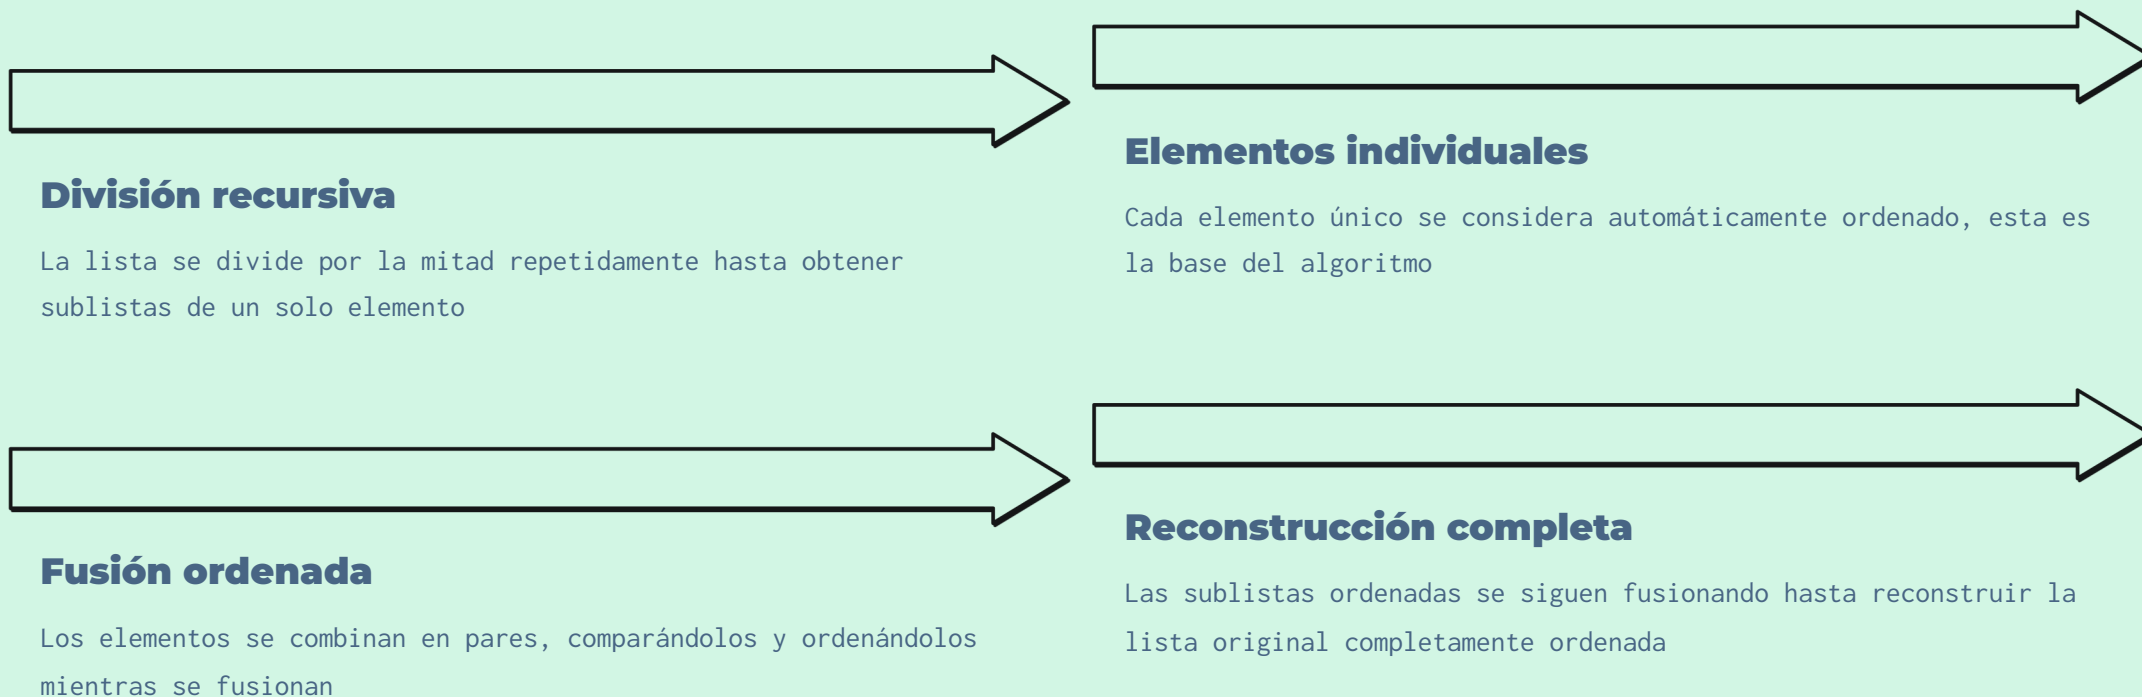 División recursiva
La lista se divide por la mitad repetidamente hasta obtener
sublistas de un solo elemento
Elementos individuales
Cada elemento único se considera automáticamente ordenado, esta es
la base del algoritmo
Fusión ordenada
Los elementos se combinan en pares, comparándolos y ordenándolos
mientras se fusionan
Reconstrucción completa
Las sublistas ordenadas se siguen fusionando hasta reconstruir la
lista original completamente ordenada